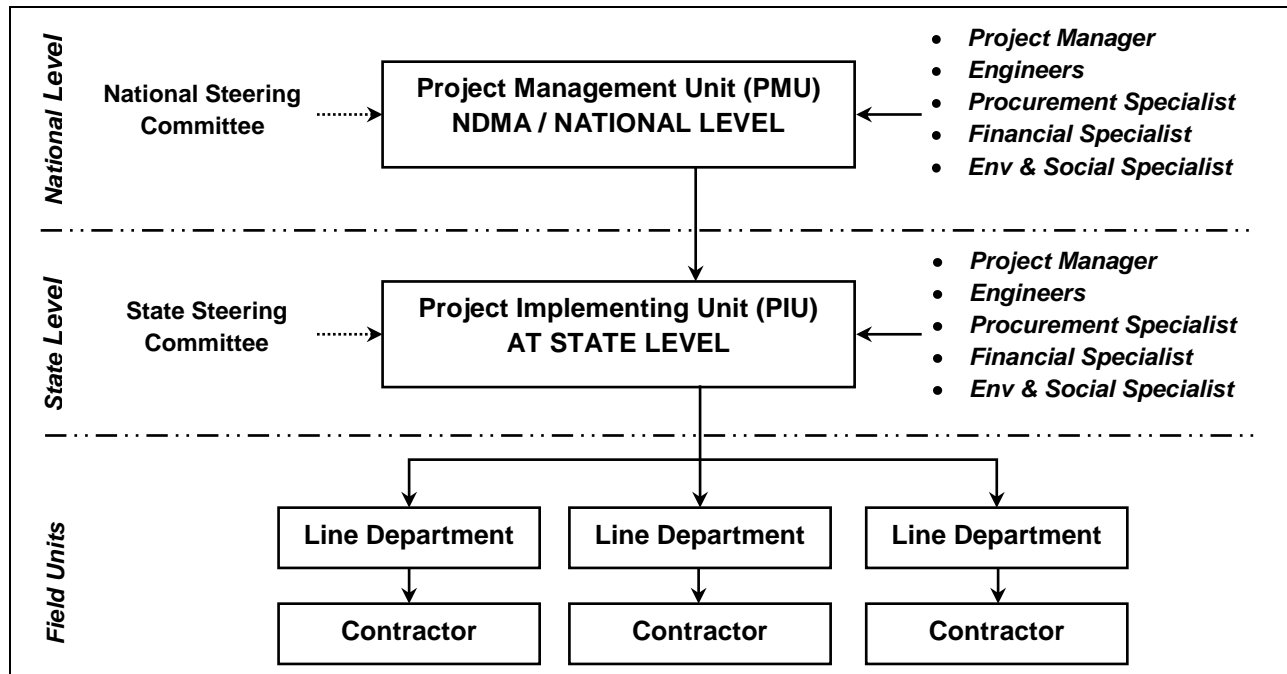 National Level
National Steering
Committee
Project Management Unit (PMU)
NDMA / NATIONAL LEVEL
• Project Manager
• Engineers
• Procurement Specialist
• Financial Specialist
• Env & Social Specialist
State Level
State Steering
Committee
Project Implementing Unit (PIU)
AT STATE LEVEL
• Project Manager
• Engineers
• Procurement Specialist
• Financial Specialist
• Env & Social Specialist
Field Units
Line Department
Line Department
Line Department
Contractor
Contractor
Contractor